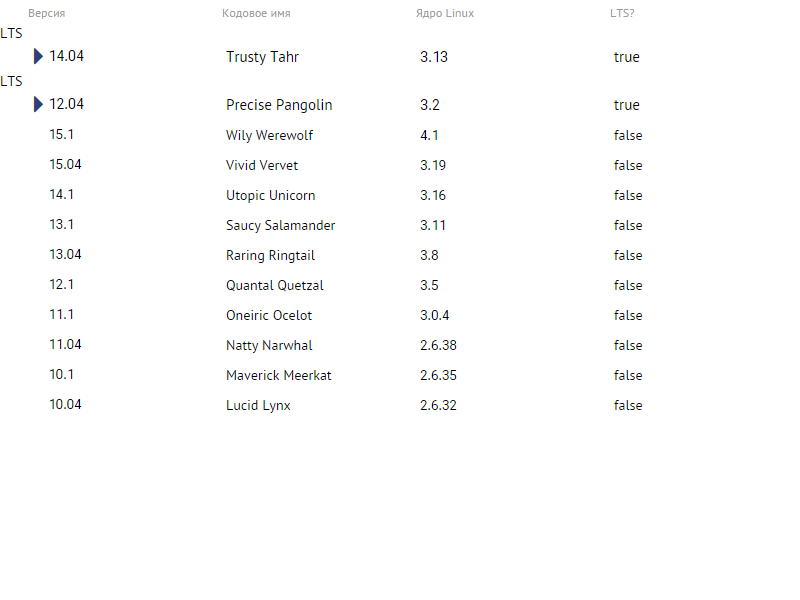 Версия Кодовое имя Ядро Linux LTS?
LTS
14.04 Trusty Tahr 3.13 true
LTS
12.04 Precise Pangolin 3.2 true
15.1 Wily Werewolf 4.1 false
15.04 Vivid Vervet 3.19 false
14.1 Utopic Unicorn 3.16 false
13.1 Saucy Salamander 3.11 false
13.04 Raring Ringtail 3.8 false
12.1 Quantal Quetzal 3.5 false
11.1 Oneiric Ocelot 3.0.4 false
11.04 Natty Narwhal 2.6.38 false
10.1 Maverick Meerkat 2.6.35 false
10.04 Lucid Lynx 2.6.32 false